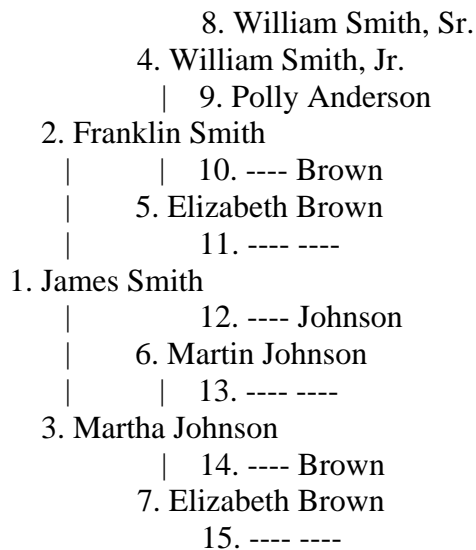 8. William Smith, Sr.
4. William Smith, Jr.
| 9. Polly Anderson
2. Franklin Smith
| | 10. ---- Brown
| 5. Elizabeth Brown
| 11. ---- ----
1. James Smith
| 12. ---- Johnson
| 6. Martin Johnson
| | 13. ---- ----
3. Martha Johnson
| 14. ---- Brown
7. Elizabeth Brown
15. ---- ----